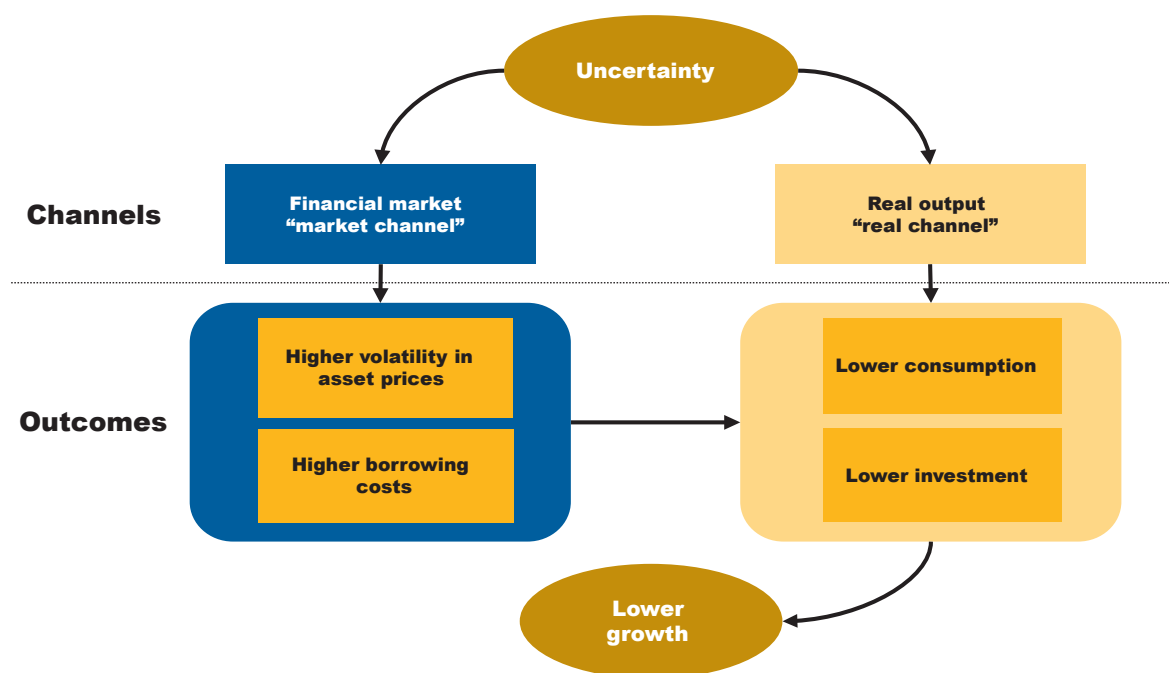 Uncertainty
Channels
Financial market
“market channel”
Real output
“real channel”
Outcomes
Higher volatility in
asset prices
Higher borrowing
costs
Lower consumption
Lower investment
Lower
growth